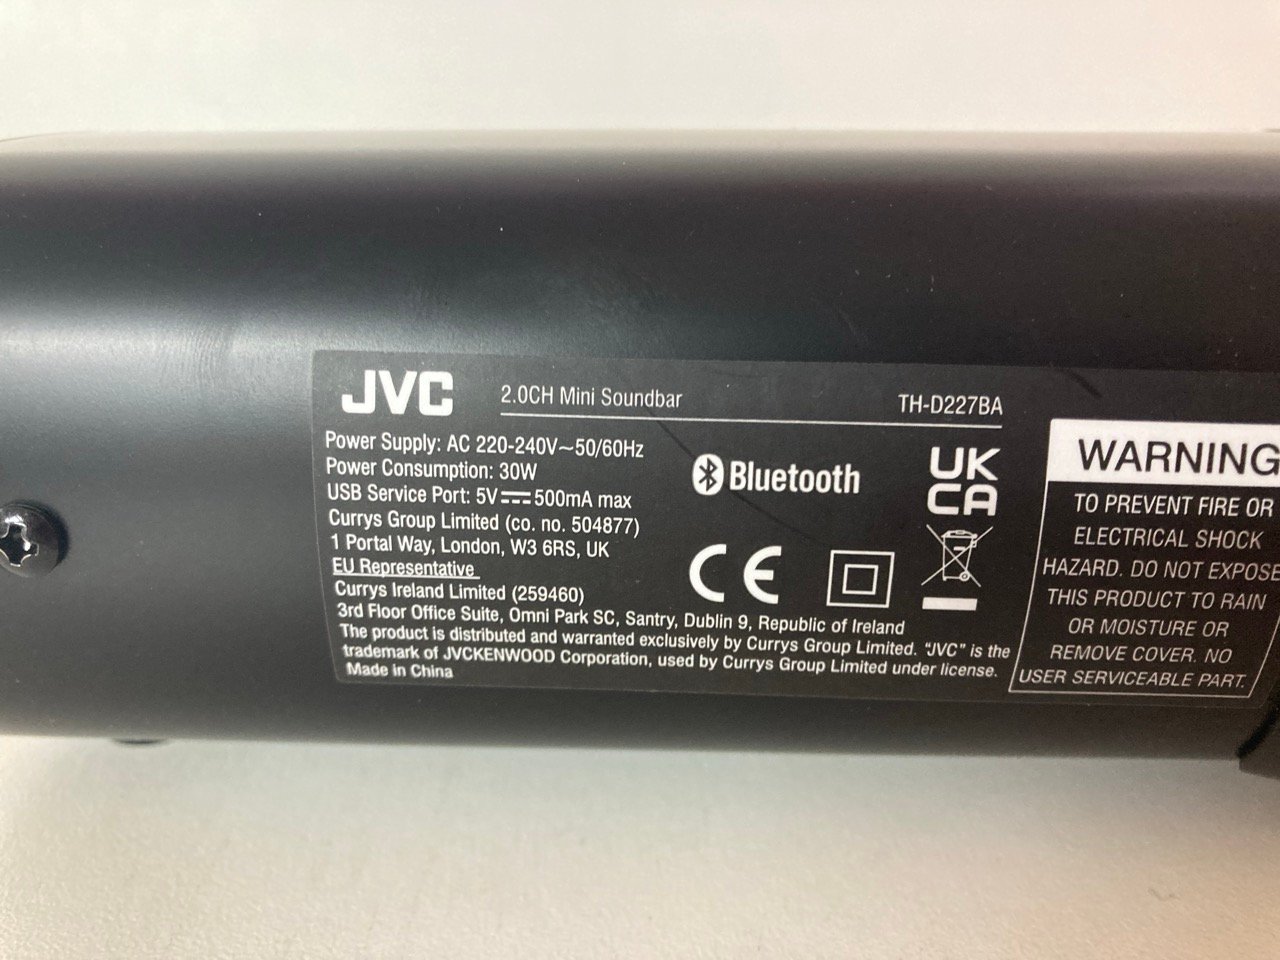 JVC 2.0CH Mini Soundbar TH-D227BA
Power Supply: AC 220-240V~50/60Hz
Power Consumption: 30W
USB Service Port: 5V⎓500mA max
Currys Group Limited (co. no. 504877)
1 Portal Way, London, W3 6RS, UK
EU Representative
Currys Ireland Limited (259460)
3rd Floor Office Suite, Omni Park SC, Santry, Dublin 9, Republic of Ireland
The product is distributed and warranted exclusively by Currys Group Limited. "JVC" is the
trademark of JVCKENWOOD Corporation, used by Currys Group Limited under license.
Made in China
Bluetooth
UK
CA
CE
WARNING
TO PREVENT FIRE OR
ELECTRICAL SHOCK
HAZARD. DO NOT EXPOSE
THIS PRODUCT TO RAIN
OR MOISTURE OR
REMOVE COVER. NO
USER SERVICEABLE PART.